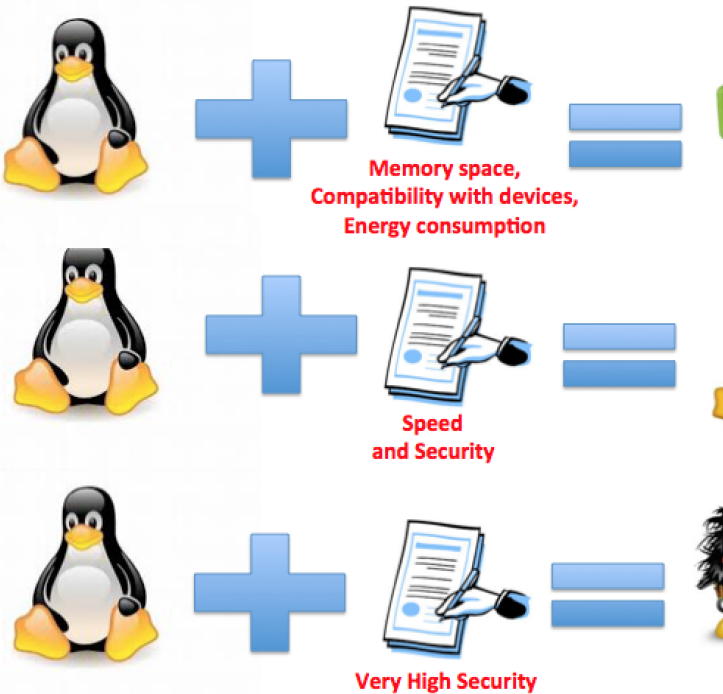 Memory space,
Compatibility with devices,
Energy consumption
Speed
and Security
Very High Security